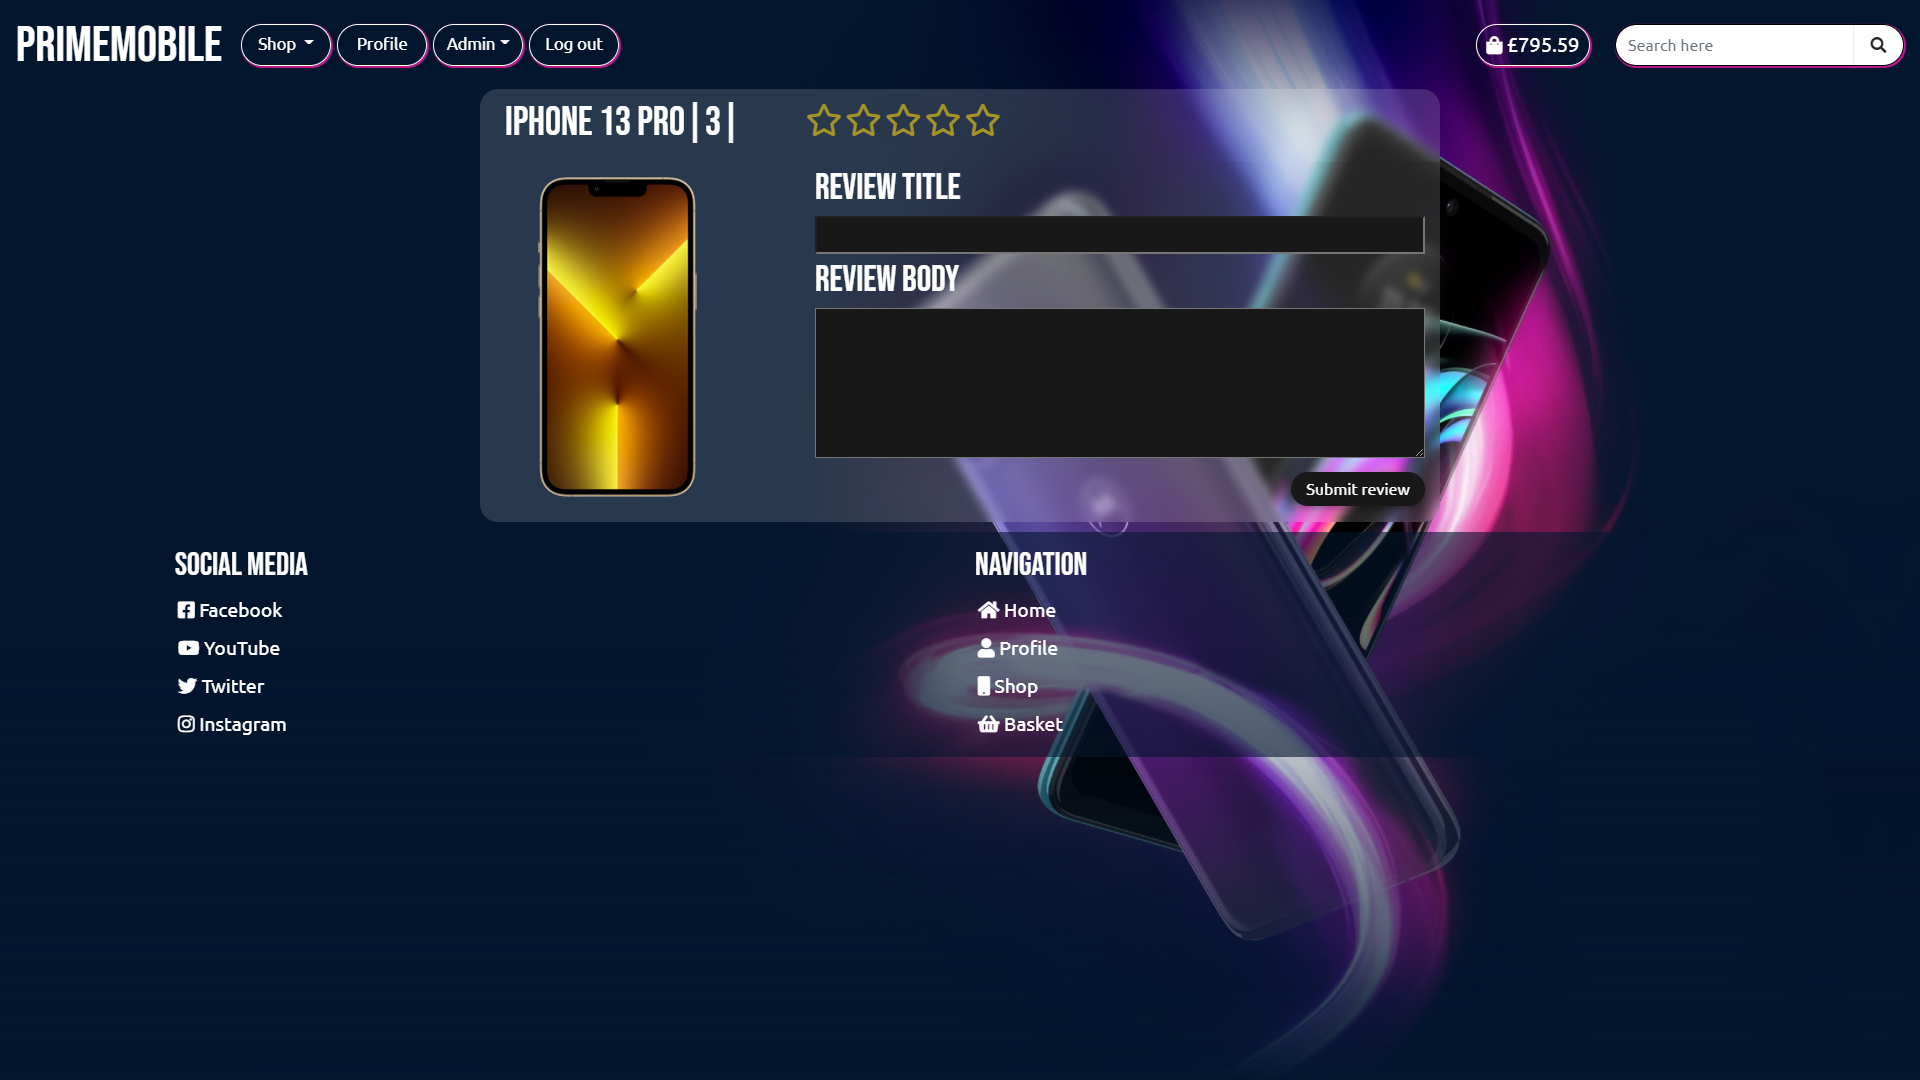 PRIMEMOBILE
Shop
Profile
Admin
Log out
£795.59
Search here
IPHONE 13 PRO | 3 |
REVIEW TITLE
REVIEW BODY
Submit review
SOCIAL MEDIA
Facebook
YouTube
Twitter
Instagram
NAVIGATION
Home
Profile
Shop
Basket